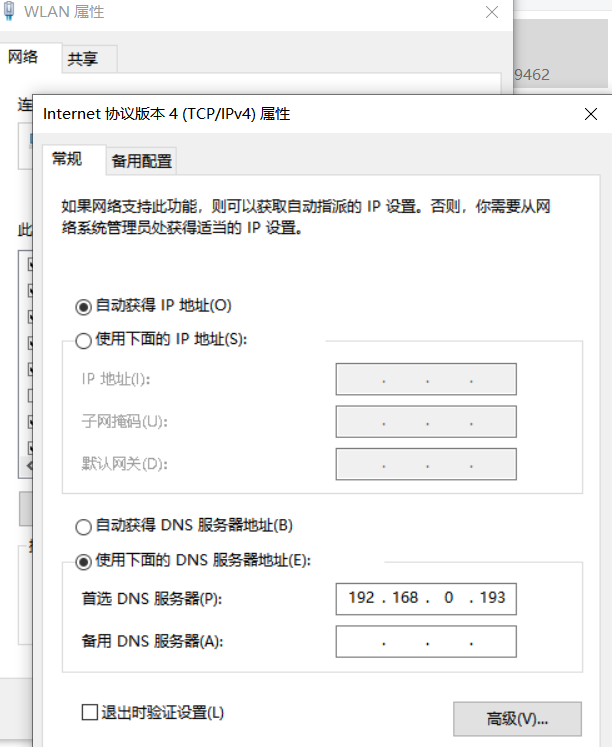 WLAN 属性
网络
共享
9462
连
Internet 协议版本 4 (TCP/IPv4) 属性
常规
备用配置
如果网络支持此功能，则可以获取自动指派的 IP 设置。否则，你需要从网
络系统管理员处获得适当的 IP 设置。
此
自动获得 IP 地址(O)
使用下面的 IP 地址(S):
IP 地址(I):
. . .
子网掩码(U):
. . .
默认网关(D):
. . .
自动获得 DNS 服务器地址(B)
使用下面的 DNS 服务器地址(E):
首选 DNS 服务器(P):
192 . 168 . 0 . 193
备用 DNS 服务器(A):
. . .
退出时验证设置(L)
高级(V)...